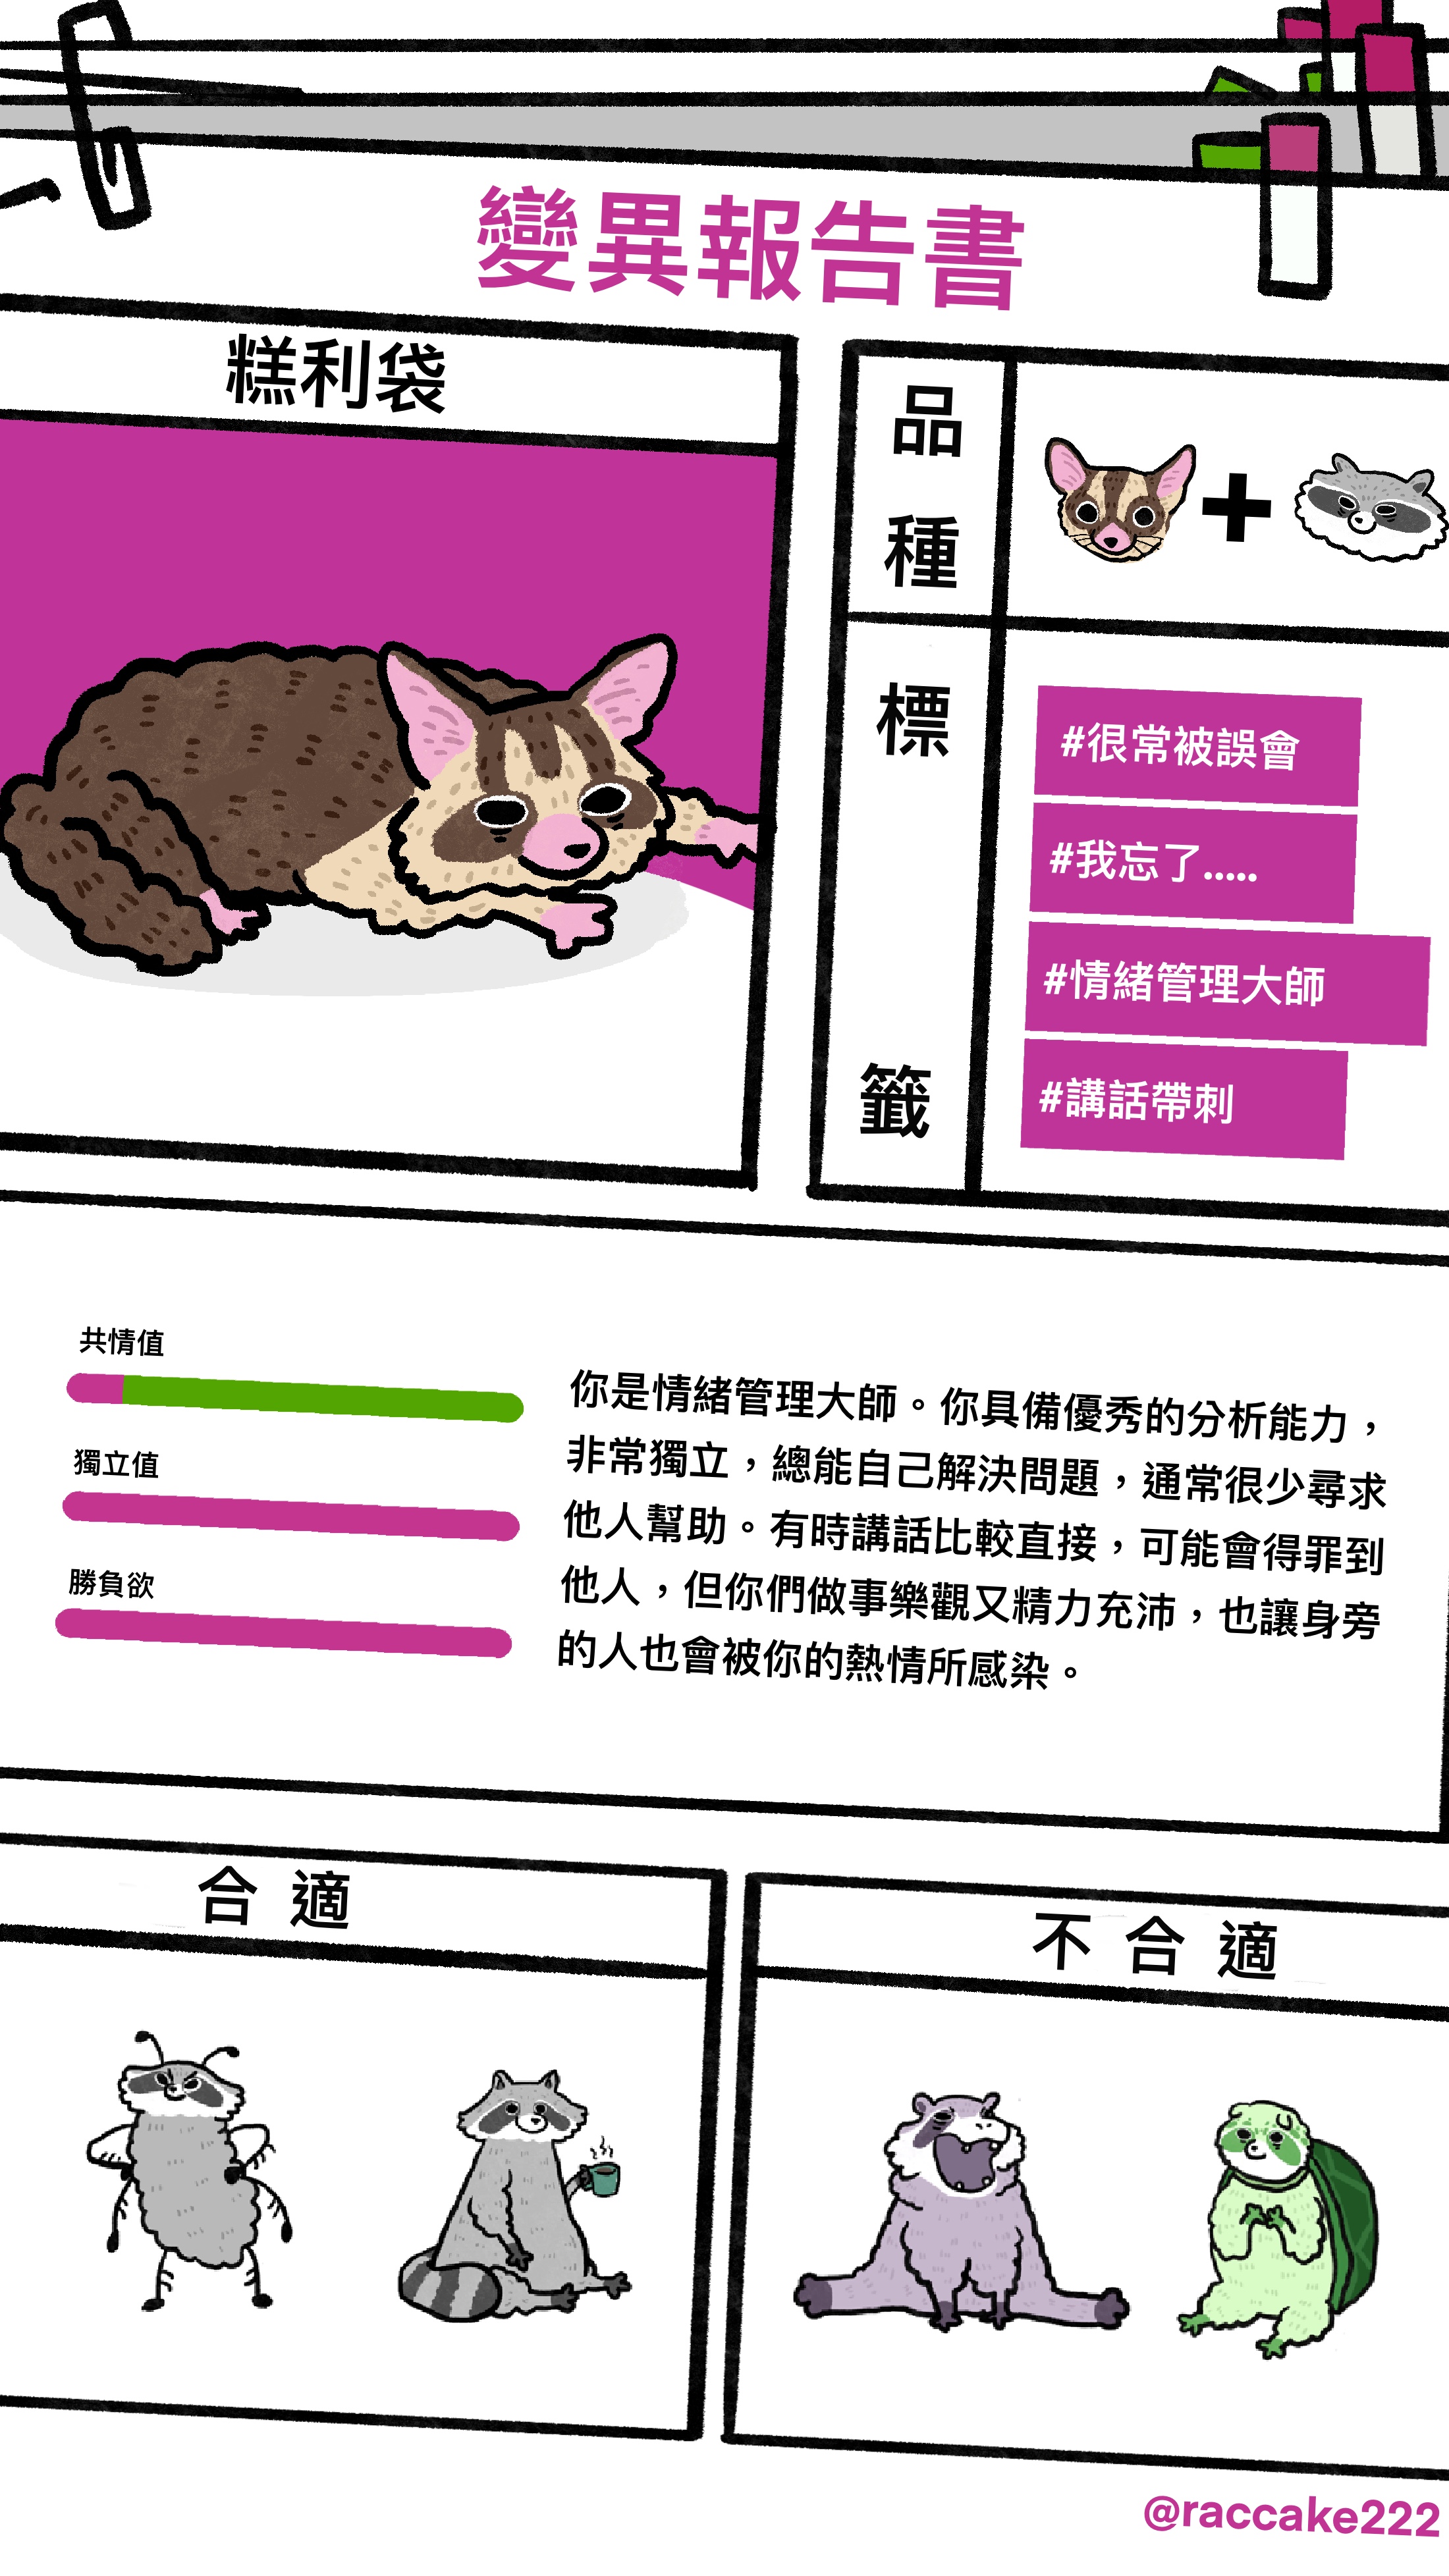 變異報告書
糕利袋
品種
標籤
#很常被誤會
#我忘了.....
#情緒管理大師
#講話帶刺
共情值
獨立值
勝負欲
你是情緒管理大師。你具備優秀的分析能力，
非常獨立，總能自己解決問題，通常很少尋求
他人幫助。有時講話比較直接，可能會得罪到
他人，但你們做事樂觀又精力充沛，也讓身旁
的人也會被你的熱情所感染。
合適
不合適
@raccake222